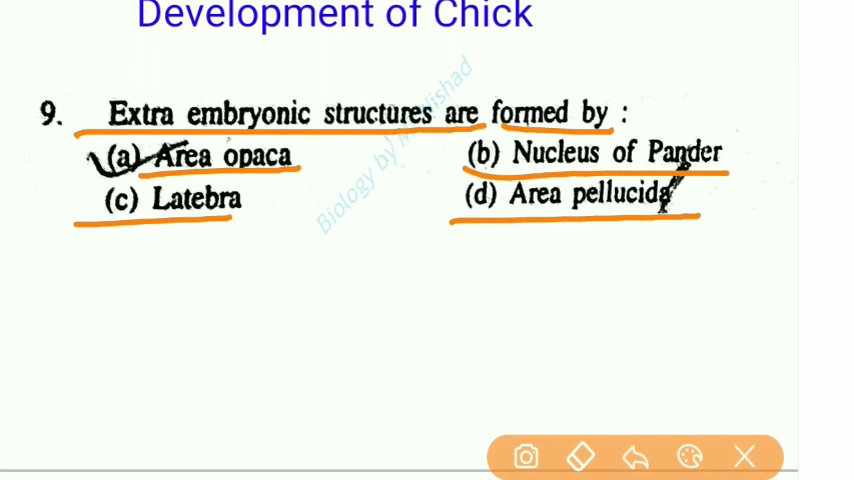 Development of Chick
9. Extra embryonic structures are formed by :
(a) Area opaca (b) Nucleus of Pander
(c) Latebra (d) Area pellucida